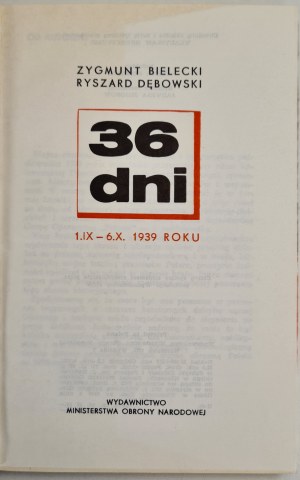 ZYGMUNT BIELECKI
RYSZARD DĘBOWSKI
36
dni
1.IX – 6.X. 1939 ROKU
WYDAWNICTWO
MINISTERSTWA OBRONY NARODOWEJ